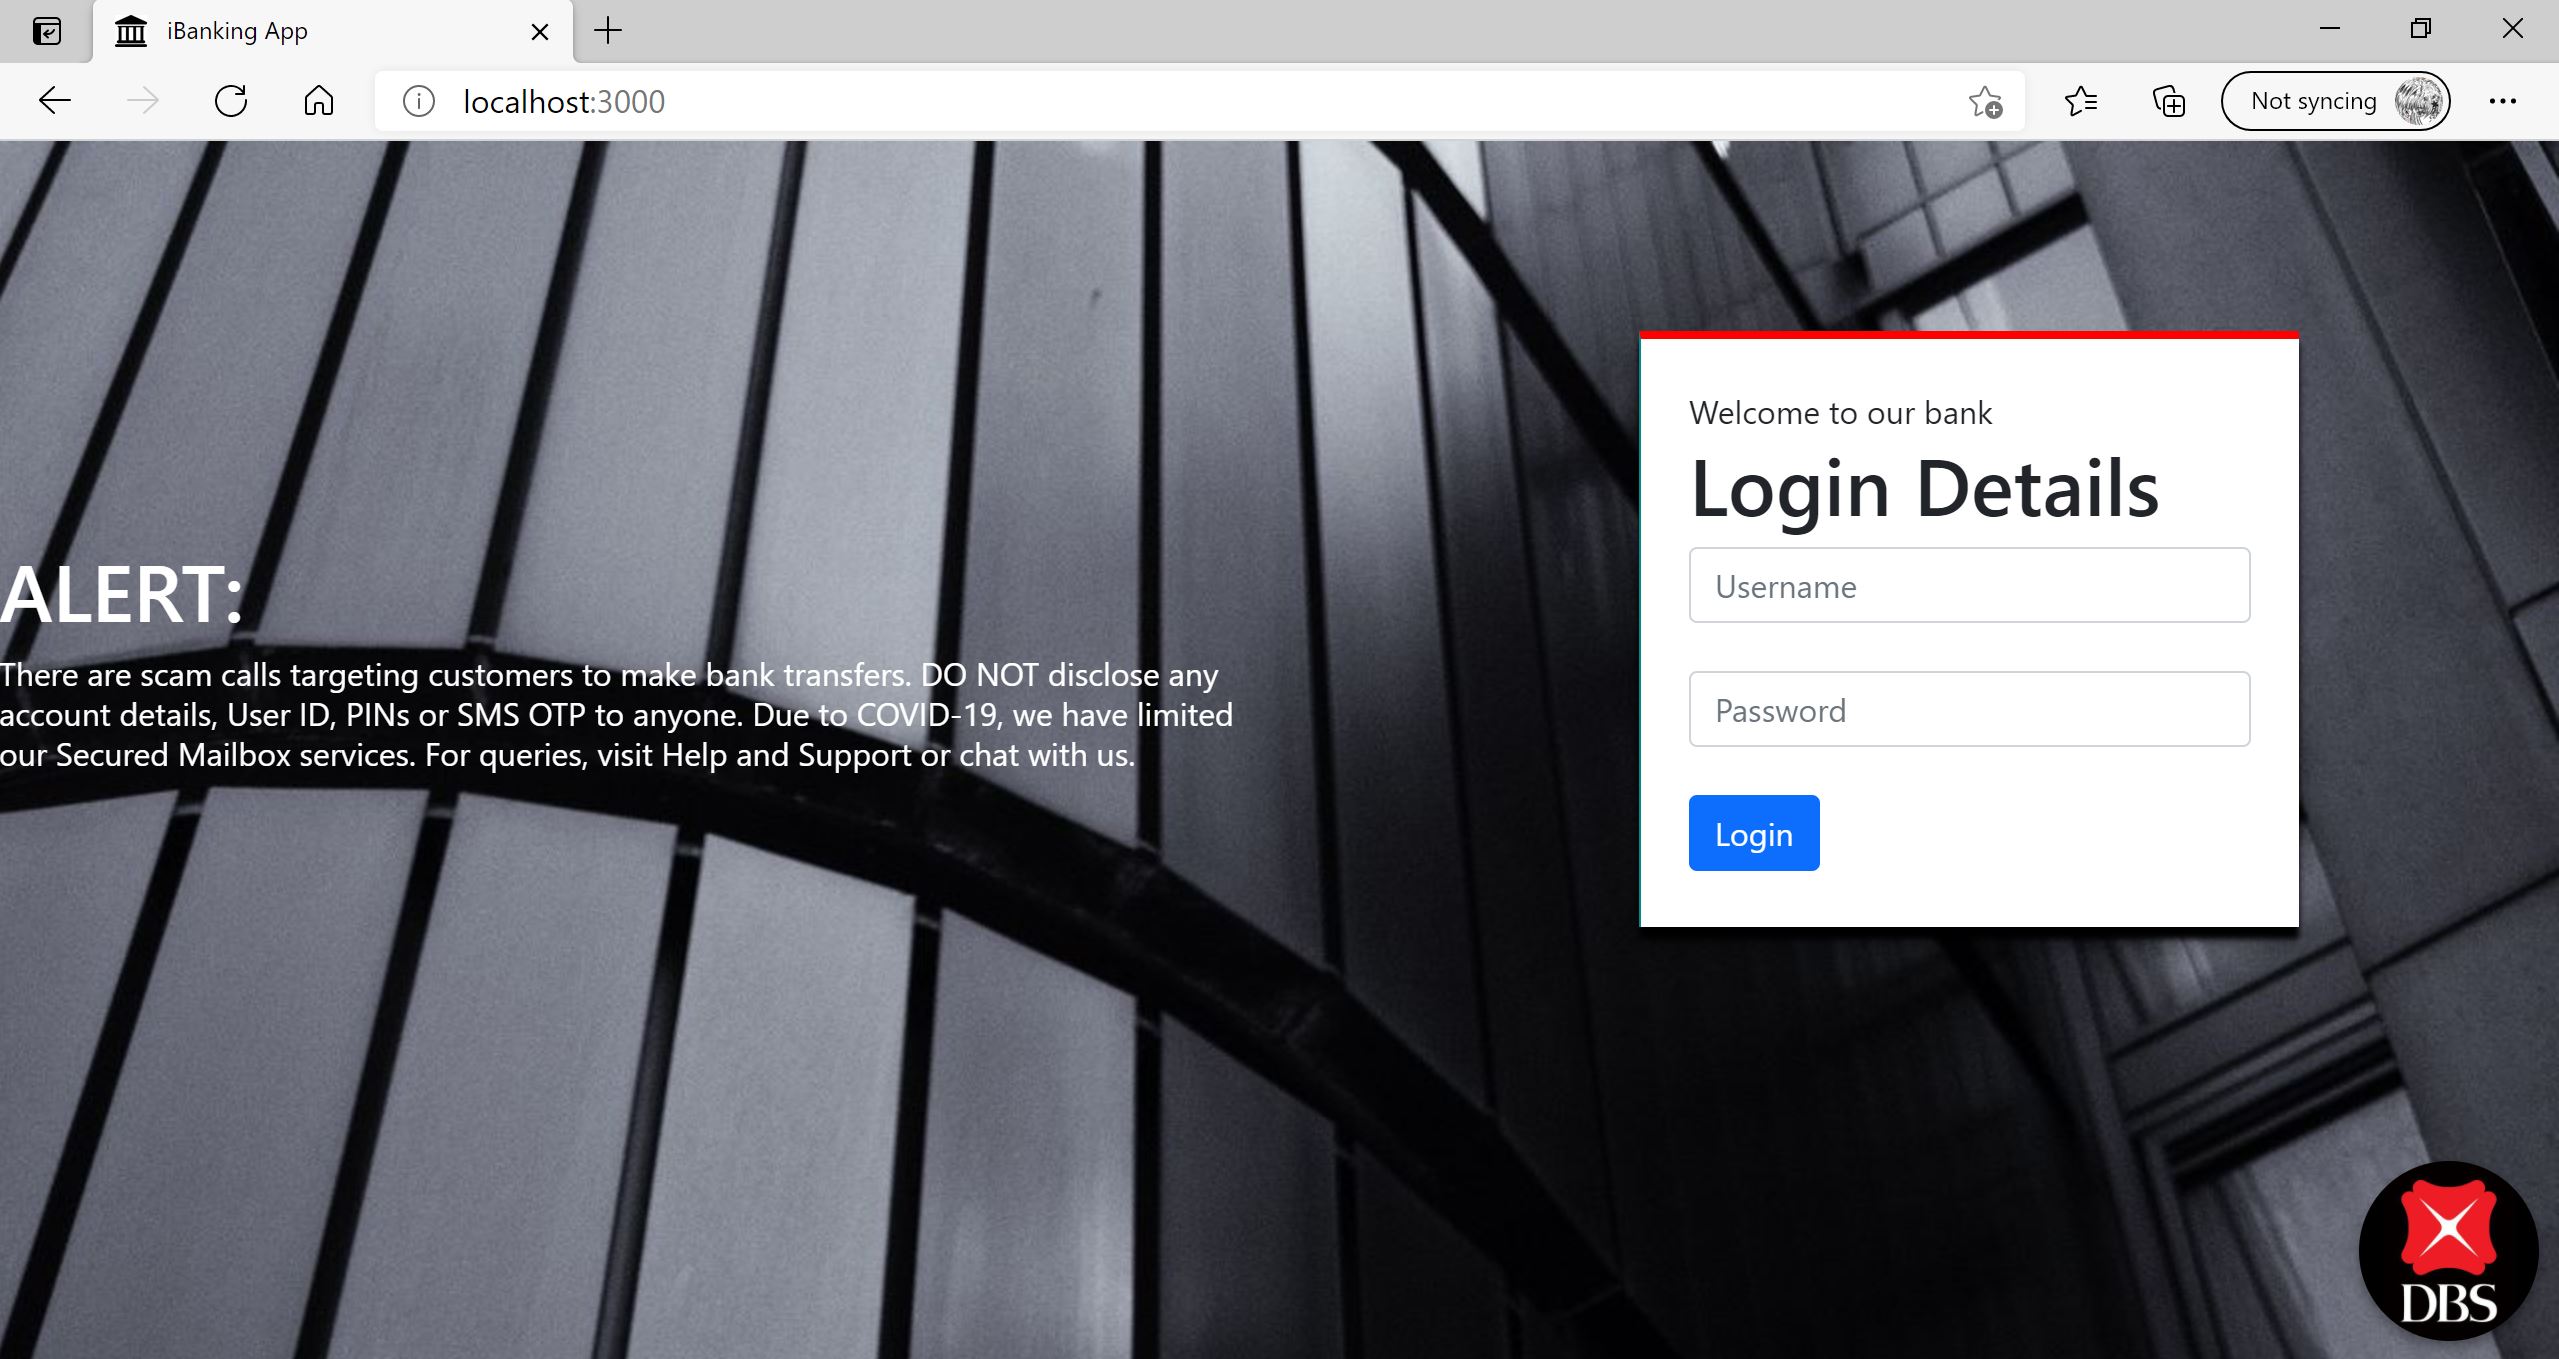 iBanking App
localhost:3000
Not syncing
Welcome to our bank
Login Details
Username
Password
Login
ALERT:
There are scam calls targeting customers to make bank transfers. DO NOT disclose any
account details, User ID, PINs or SMS OTP to anyone. Due to COVID-19, we have limited
our Secured Mailbox services. For queries, visit Help and Support or chat with us.
DBS